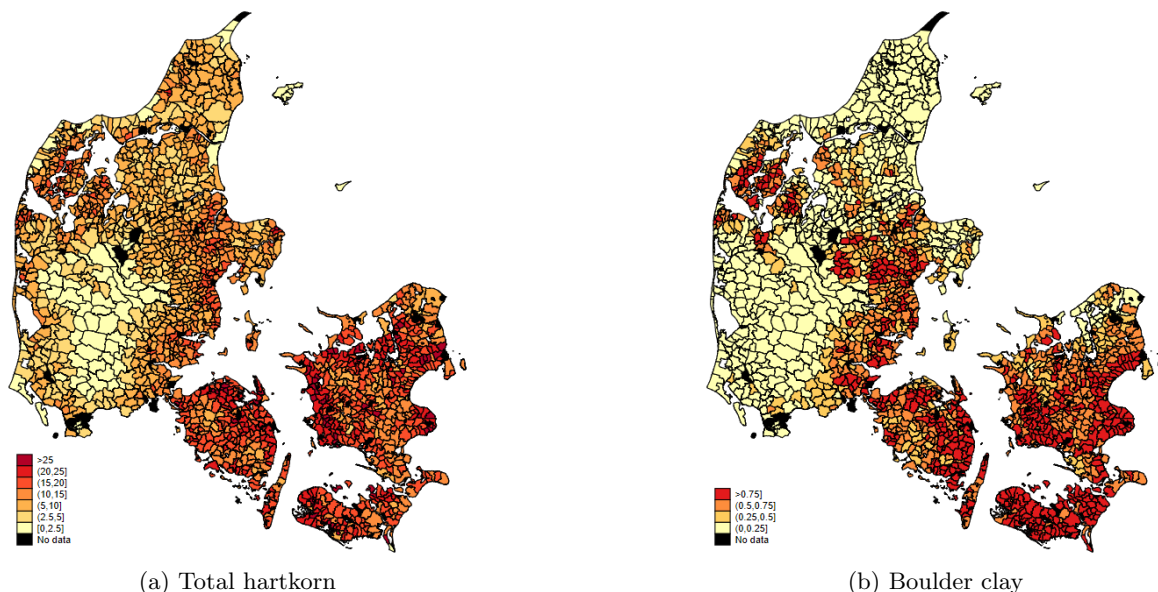 >25
(20,25]
(15,20]
(10,15]
(5,10]
(2.5,5]
[0,2.5]
No data
(a) Total hartkorn
>0.75]
(0.5,0.75]
(0.25,0.5]
(0,0.25]
No data
(b) Boulder clay